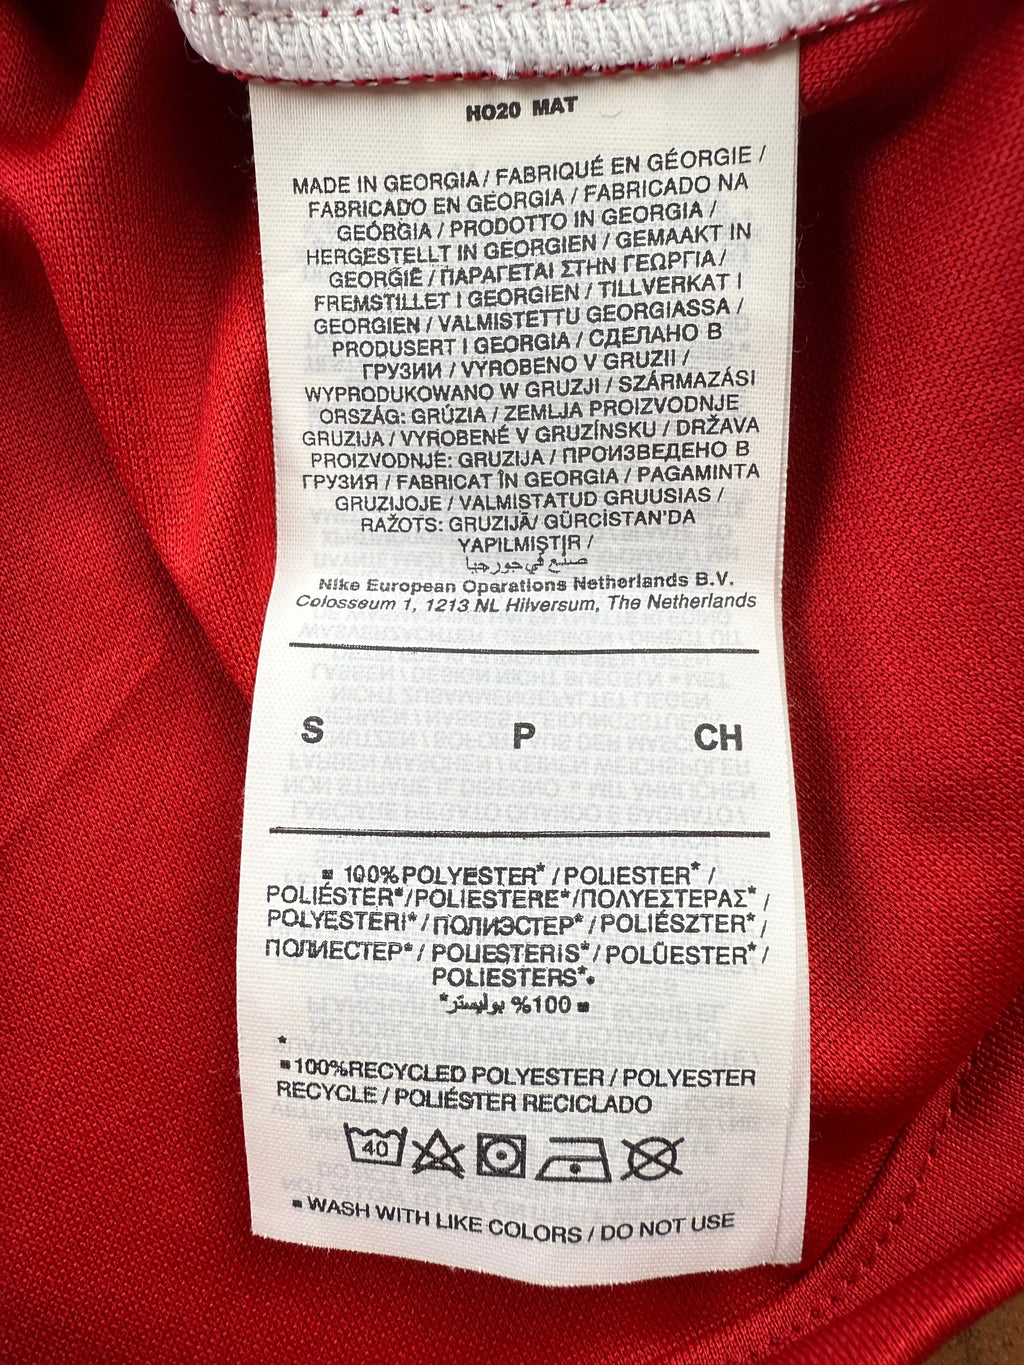 HO20 MAT
MADE IN GEORGIA / FABRIQUÉ EN GÉORGIE /
FABRICADO EN GEORGIA / FABRICADO NA
GEÓRGIA / PRODOTTO IN GEORGIA /
HERGESTELLT IN GEORGIEN / GEMAAKT IN
GEORGIË / ΠΑΡΑΓΕΤΑΙ ΣΤΗΝ ΓΕΩΡΓΙΑ /
FREMSTILLET I GEORGIEN / TILLVERKAT I
GEORGIEN / VALMISTETTU GEORGIASSA /
PRODUSERT I GEORGIA / СДЕЛАНО В
ГРУЗИИ / VYROBENO V GRUZII /
WYPRODUKOWANO W GRUZJI / SZÁRMAZÁSI
ORSZÁG: GRÚZIA / ZEMLJA PROIZVODNJE
GRUZIJA / VYROBENÉ V GRUZÍNSKU / DRŽAVA
PROIZVODNJE: GRUZIJA / ПРОИЗВЕДЕНО В
ГРУЗИЯ / FABRICAT ÎN GEORGIA / PAGAMINTA
GRUZIJOJE / VALMISTATUD GRUUSIAS /
RAŽOTS: GRUZIJĀ/ GÜRCİSTAN'DA
YAPILMIŞTIR /
صنع في جورجيا
Nike European Operations Netherlands B.V.
Colosseum 1, 1213 NL Hilversum, The Netherlands
S P CH
100% POLYESTER* / POLIESTER* /
POLIÉSTER*/POLIESTERE*/ΠΟΛΥΕΣΤΕΡΑΣ* /
POLYESTERI* / ПОЛИЭСТЕР* / POLIÉSZTER* /
ПОЛИЕСТЕР* / POLIESTERIS* / POLÜESTER* /
POLIESTERS*•
100% بوليستر*
*
100%RECYCLED POLYESTER / POLYESTER
RECYCLE / POLIÉSTER RECICLADO
40
WASH WITH LIKE COLORS / DO NOT USE